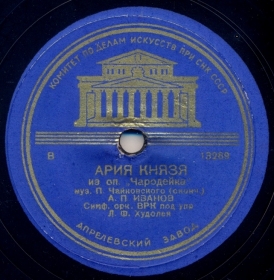 КОМИТЕТ ПО ДЕЛАМ ИСКУССТВ ПРИ СНК СССР
В 13288
АРИЯ КНЯЗЯ
из оп. „Чародейка"
муз. П. Чайковского (оконч.)
А. П. ИВАНОВ
Симф. орк. ВРК под упр.
Л. Ф. Худолея
АПРЕЛЕВСКИЙ ЗАВОД